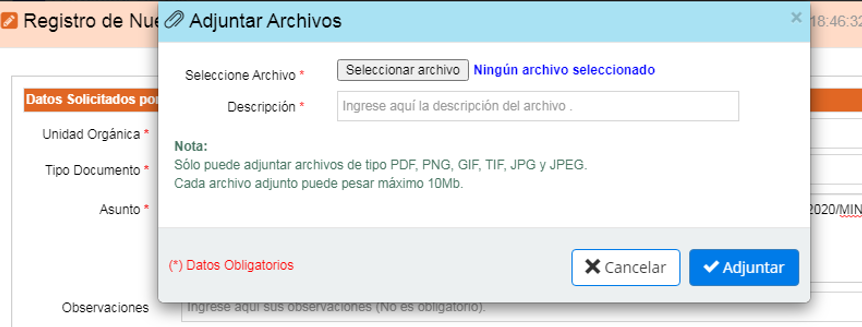 Registro de Nue
Adjuntar Archivos
×
18:46:32
Seleccione Archivo *
Seleccionar archivo
Ningún archivo seleccionado
Datos Solicitados por
Descripción *
Ingrese aquí la descripción del archivo .
Unidad Orgánica *
Nota:
Sólo puede adjuntar archivos de tipo PDF, PNG, GIF, TIF, JPG y JPEG.
Tipo Documento *
Cada archivo adjunto puede pesar máximo 10Mb.
Asunto *
2020/MIN
(*) Datos Obligatorios
Cancelar
Adjuntar
Observaciones
Ingrese aquí sus observaciones (No es obligatorio).